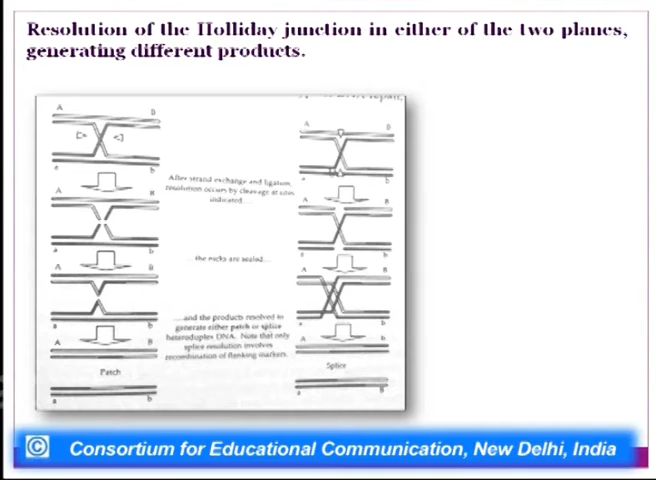 Resolution of the Holliday junction in either of the two planes,
generating different products.
A B
A B
a b
a b
After strand exchange and ligation,
resolution occurs by cleavage at sites
indicated...
A B
A B
a b
a b
...the nicks are sealed...
A B
A B
a b
a b
...and the products resolved to
generate either patch or splice
heteroduplex DNA. Note that only
splice resolution involves
recombination of flanking markers.
A B
A b
Patch
Splice
a b
a B
© Consortium for Educational Communication, New Delhi, India